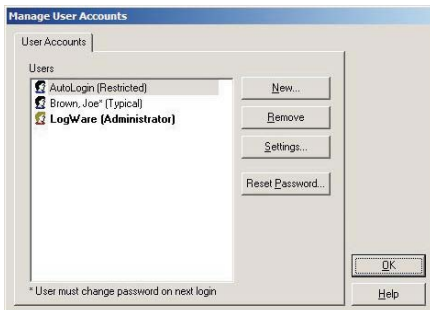 Manage User Accounts
User Accounts
Users
AutoLogin (Restricted)
Brown, Joe* (Typical)
LogWare (Administrator)
New...
Remove
Settings...
Reset Password...
* User must change password on next login
OK
Help